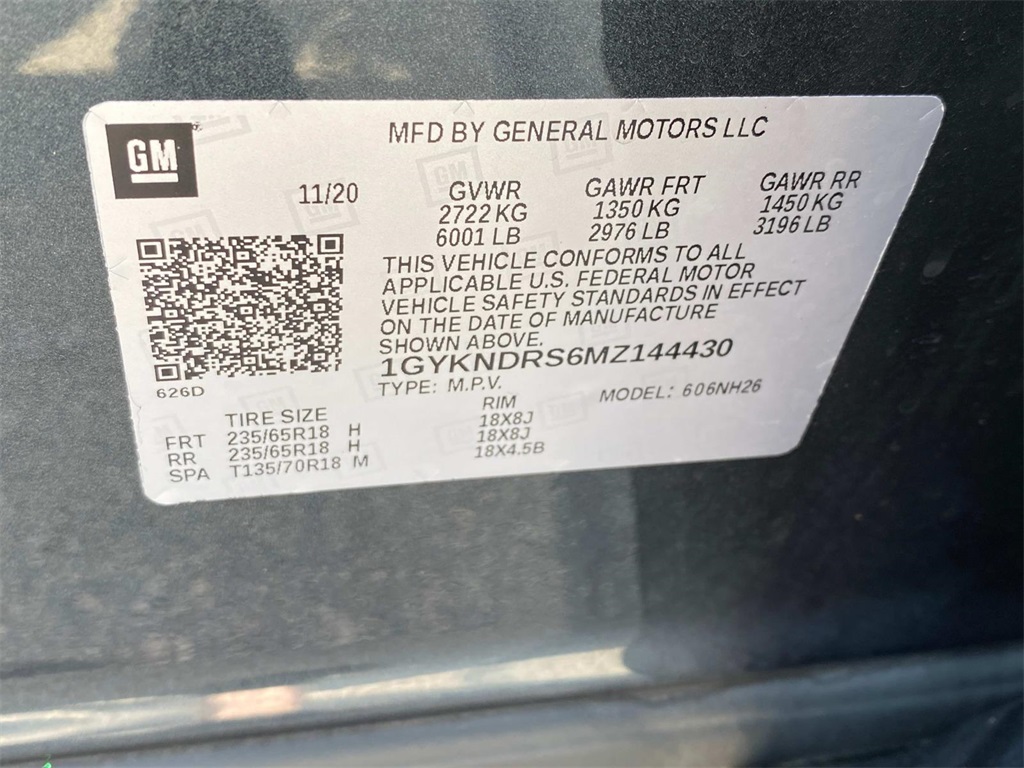 GM
MFD BY GENERAL MOTORS LLC
11/20
GVWR GAWR FRT GAWR RR
2722 KG 1350 KG 1450 KG
6001 LB 2976 LB 3196 LB
THIS VEHICLE CONFORMS TO ALL
APPLICABLE U.S. FEDERAL MOTOR
VEHICLE SAFETY STANDARDS IN EFFECT
ON THE DATE OF MANUFACTURE
SHOWN ABOVE.
1GYKNDRS6MZ144430
626D
TYPE: M.P.V. MODEL: 606NH26
TIRE SIZE RIM
FRT 235/65R18 H 18X8J
RR 235/65R18 H 18X8J
SPA T135/70R18 M 18X4.5B